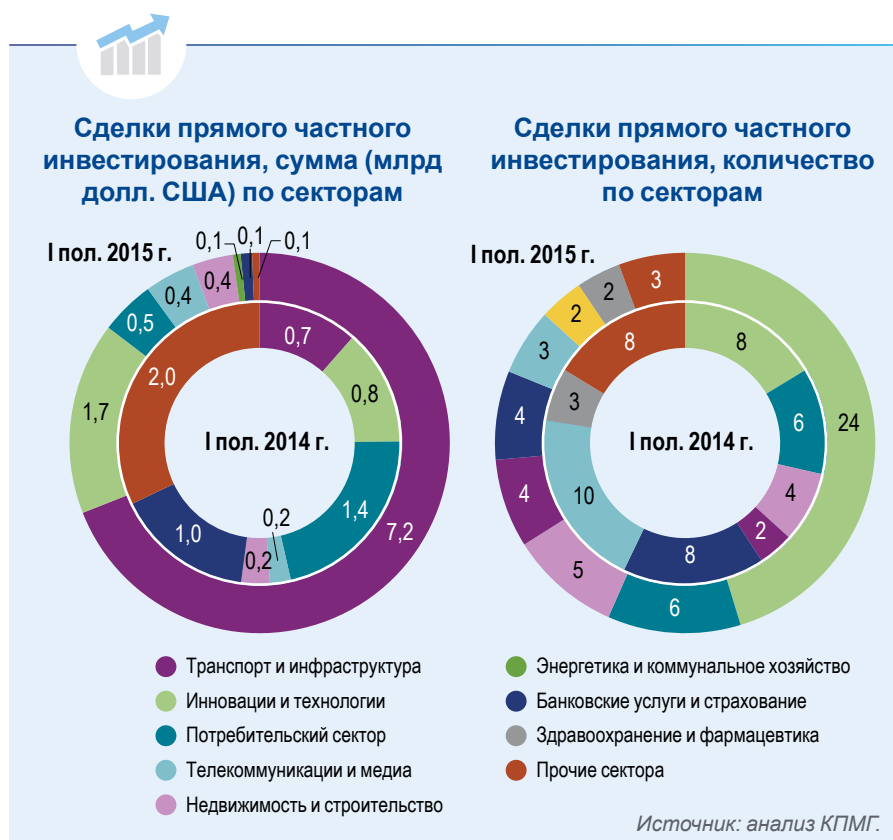 Сделки прямого частного
инвестирования, сумма (млрд
долл. США) по секторам
I пол. 2015 г.
0,1
0,1
0,1
0,4
0,4
0,5
1,7
7,2
2,0
0,7
0,8
1,4
0,2
0,2
1,0
I пол. 2014 г.
Сделки прямого частного
инвестирования, количество
по секторам
I пол. 2015 г.
3
2
2
3
4
4
5
6
24
8
8
6
4
2
8
10
3
I пол. 2014 г.
Транспорт и инфраструктура
Инновации и технологии
Потребительский сектор
Телекоммуникации и медиа
Недвижимость и строительство
Энергетика и коммунальное хозяйство
Банковские услуги и страхование
Здравоохранение и фармацевтика
Прочие сектора
Источник: анализ КПМГ.